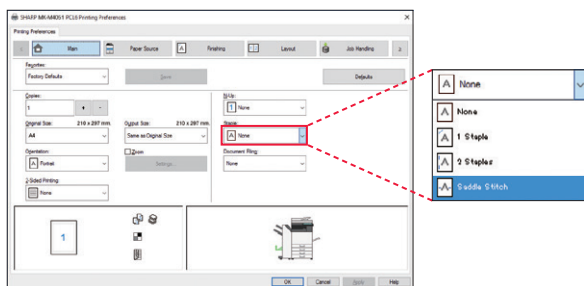 SHARP MX-M4051 PCL6 Printing Preferences
Printing Preferences
Main Paper Source Finishing Layout Job Handling
Favorites:
Factory Defaults Save Defaults
Copies: N-Up:
1 + - 1 None
Original Size: 210 x 297 mm. Output Size: 210 x 297 mm. Staple:
A4 Same as Original Size A None
Orientation: Zoom Document Filing:
A Portrait Settings... None
2-Sided Printing:
None
1
OK Cancel Apply Help
A None
A None
A 1 Staple
A 2 Staples
A Saddle Stitch